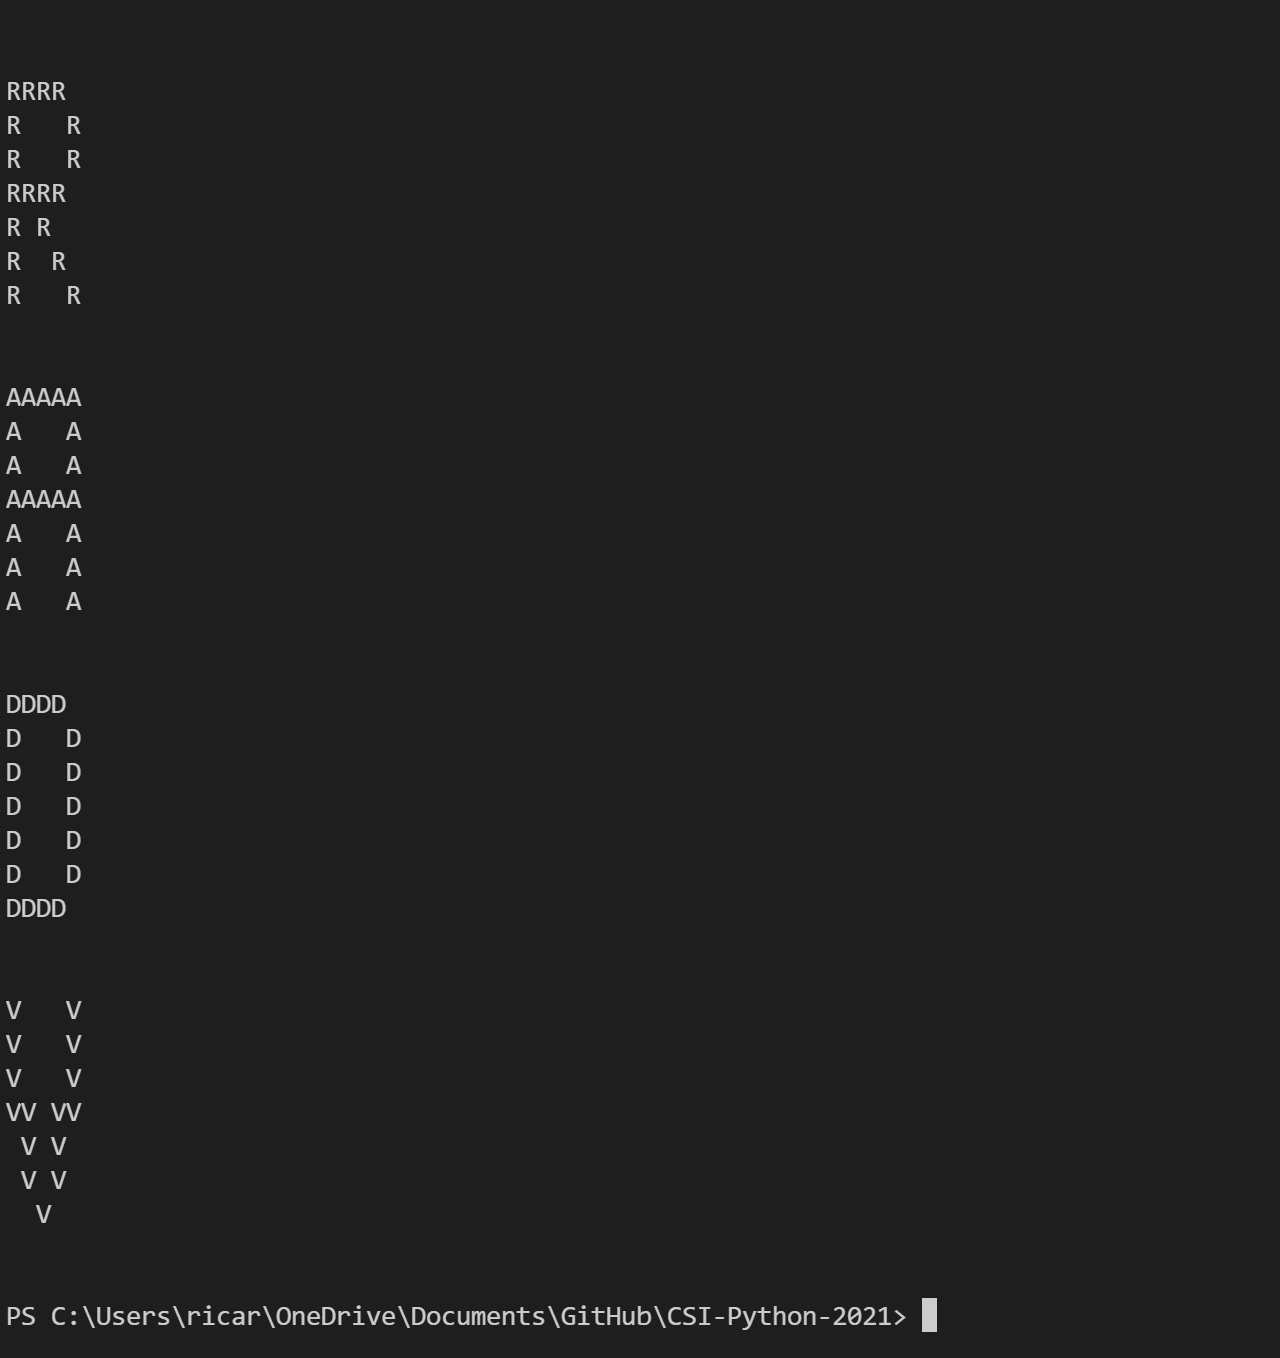 RRRR
R   R
R   R
RRRR
R R
R  R
R   R
AAAAA
A   A
A   A
AAAAA
A   A
A   A
A   A
DDDD
D   D
D   D
D   D
D   D
D   D
DDDD
V   V
V   V
V   V
VV VV
 V V
 V V
  V
PS C:\Users\ricar\OneDrive\Documents\GitHub\CSI-Python-2021>